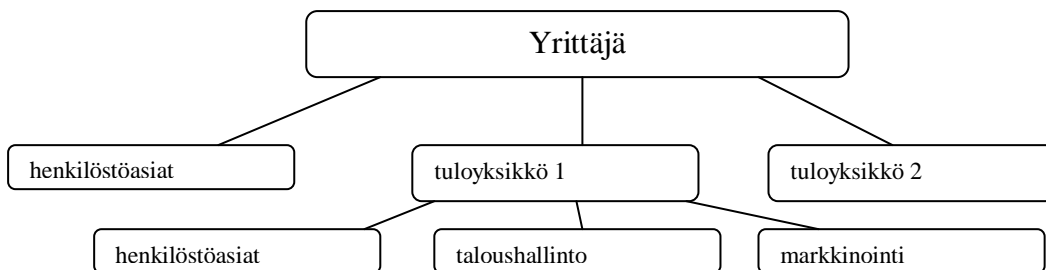 Yrittäjä
henkilöstöasiat
tuloyksikkö 1
tuloyksikkö 2
henkilöstöasiat
taloushallinto
markkinointi